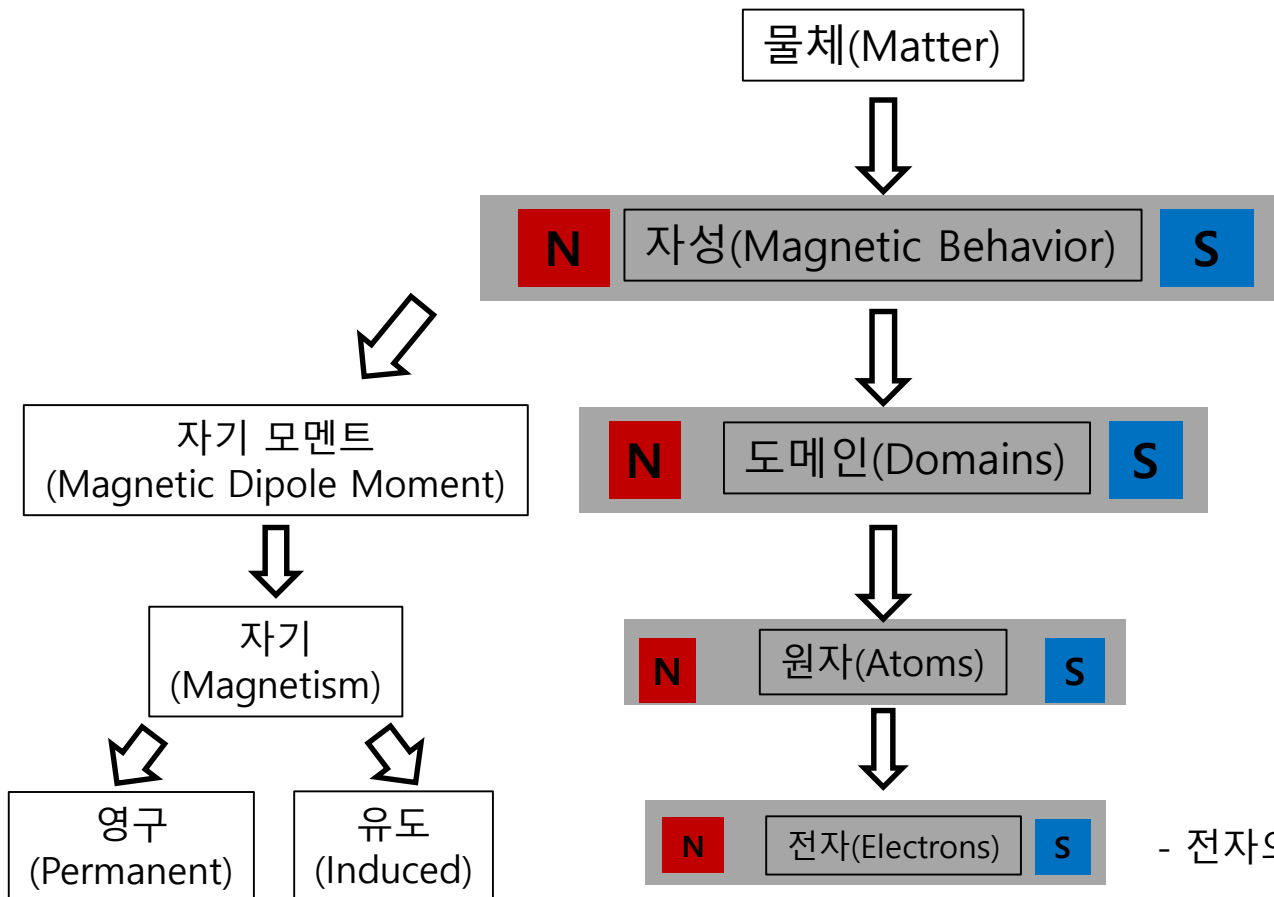 물체(Matter)
N 자성(Magnetic Behavior) S
자기 모멘트
(Magnetic Dipole Moment)
N 도메인(Domains) S
자기
(Magnetism)
N 원자(Atoms) S
영구
(Permanent)
유도
(Induced)
N 전자(Electrons) S
- 전자